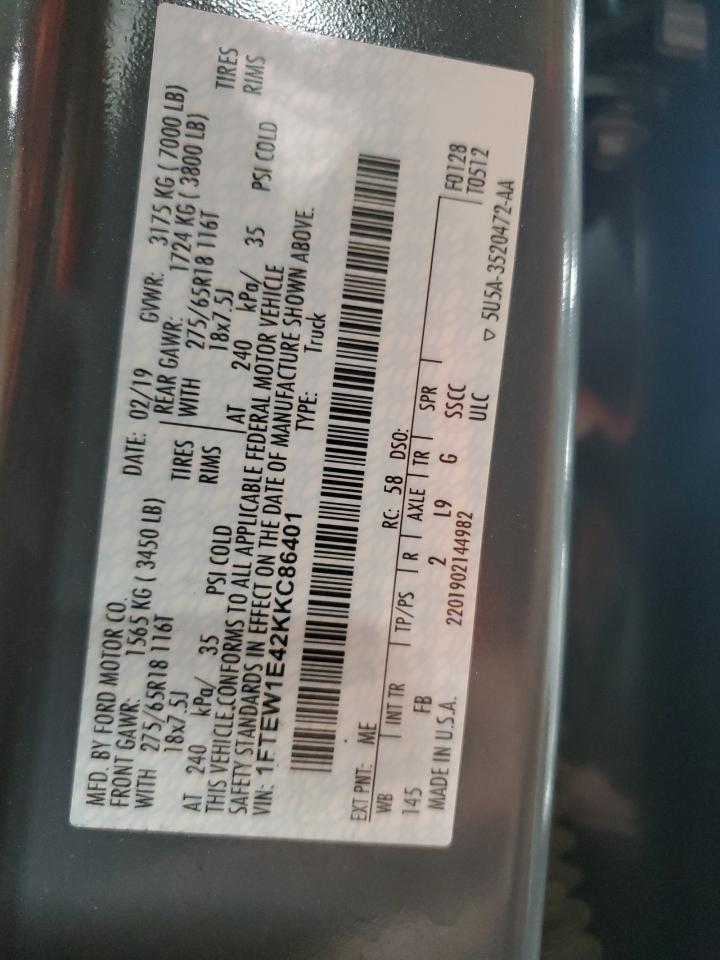 MFD. BY FORD MOTOR CO.
DATE: 02/19 GVWR: 3175 KG ( 7000 LB)
FRONT GAWR: 1565 KG ( 3450 LB) REAR GAWR: 1724 KG ( 3800 LB)
WITH 275/65R18 116T TIRES WITH 275/65R18 116T TIRES
18x7.5J RIMS 18x7.5J RIMS
AT 240 kPa/ 35 PSI COLD AT 240 kPa/ 35 PSI COLD
THIS VEHICLE CONFORMS TO ALL APPLICABLE FEDERAL MOTOR VEHICLE
SAFETY STANDARDS IN EFFECT ON THE DATE OF MANUFACTURE SHOWN ABOVE.
VIN: 1FTEW1E42KKC86401 TYPE: Truck
EXT PNT: ME RC: 58 DSO: F0128
WB INT TR TP/PS R AXLE TR SPR T0512
145 FB 2 L9 G SSCC
MADE IN U.S.A. 2201902144982 ULC ▽ 5U5A-3520472-AA